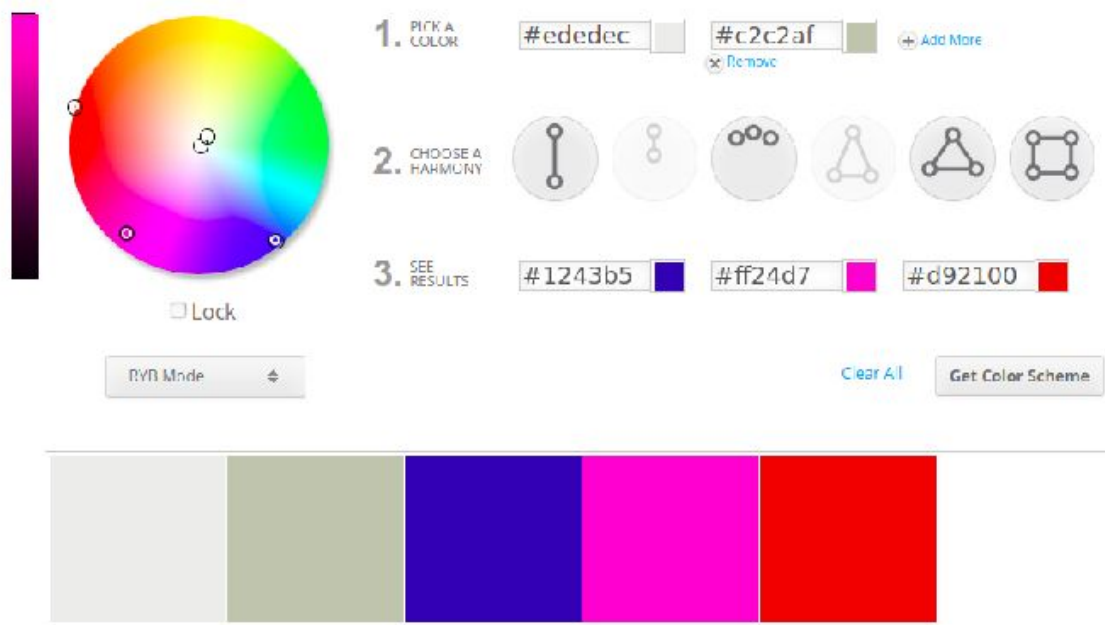 1. PICK A COLOR
#ededec
#c2c2af
Add More
Remove
2. CHOOSE A HARMONY
3. SEE RESULTS
#1243b5
#ff24d7
#d92100
Lock
RYB Mode
Clear All
Get Color Scheme